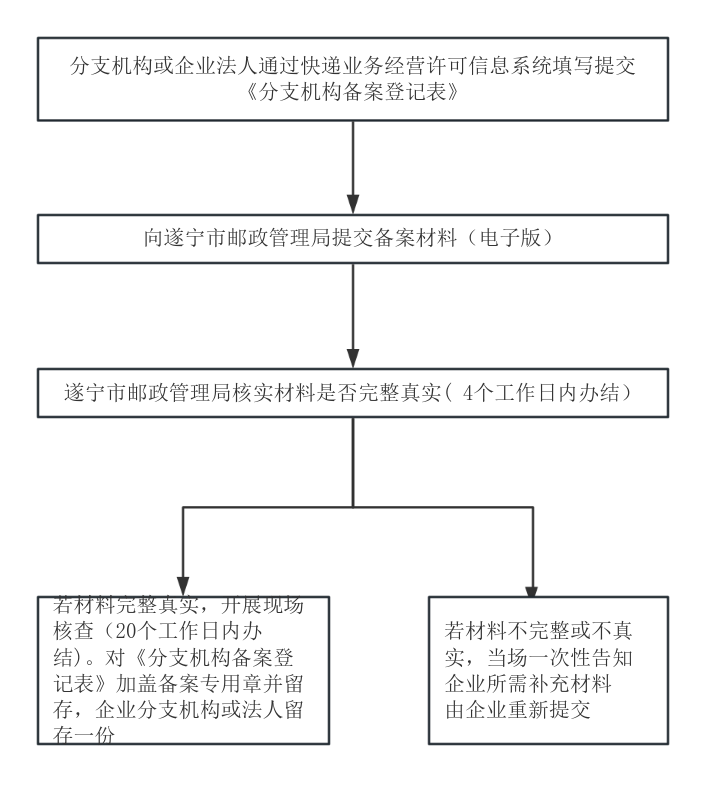 分支机构或企业法人通过快递业务经营许可信息系统填写提交
《分支机构备案登记表》
向遂宁市邮政管理局提交备案材料（电子版）
遂宁市邮政管理局核实材料是否完整真实( 4个工作日内办结）
若材料完整真实，开展现场
核查（20个工作日内办
结)。对《分支机构备案登
记表》加盖备案专用章并留
存，企业分支机构或法人留
存一份
若材料不完整或不真
实，当场一次性告知
企业所需补充材料
由企业重新提交